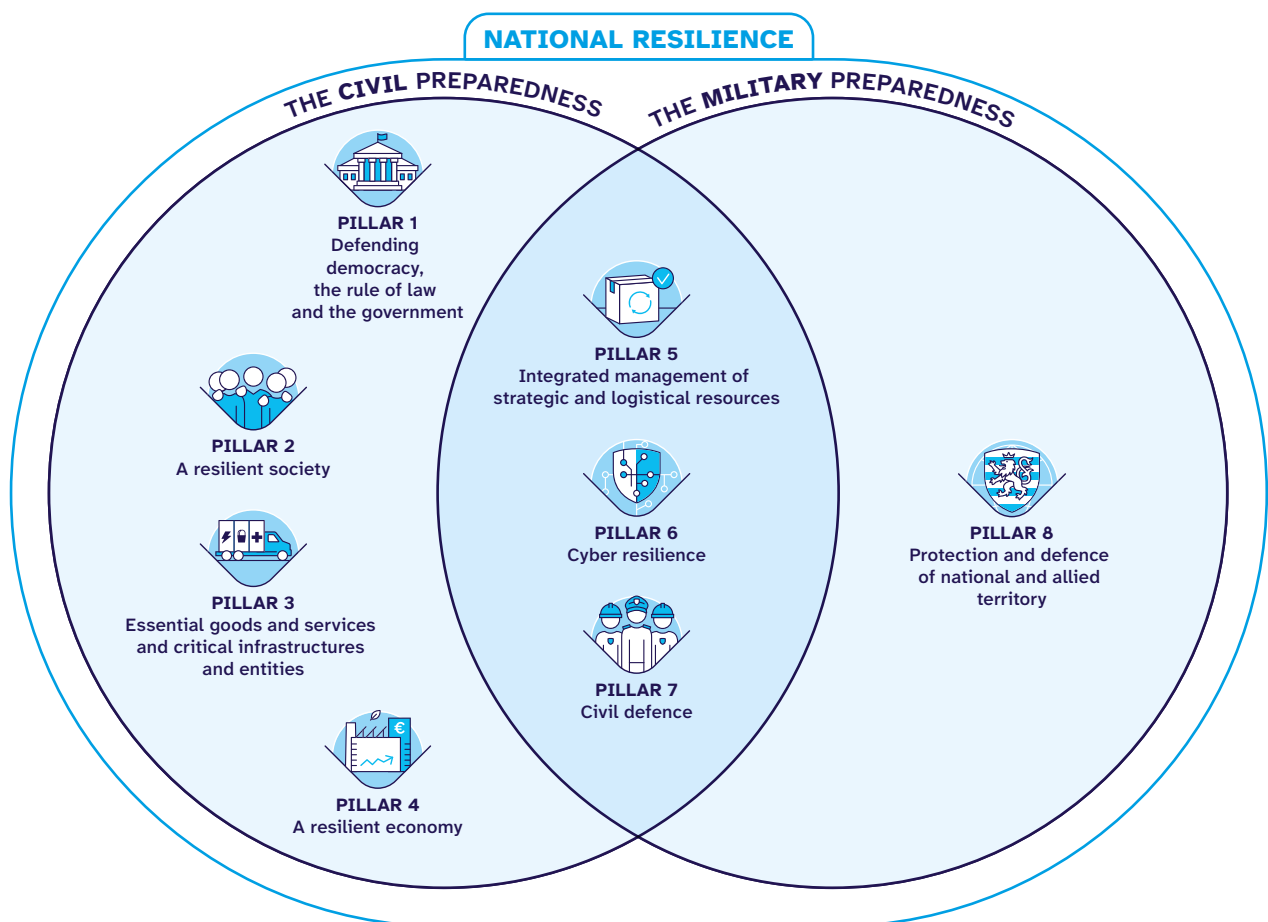 NATIONAL RESILIENCE
THE CIVIL PREPAREDNESS
THE MILITARY PREPAREDNESS
PILLAR 1
Defending
democracy,
the rule of law
and the government
PILLAR 2
A resilient society
PILLAR 3
Essential goods and services
and critical infrastructures
and entities
€
PILLAR 4
A resilient economy
PILLAR 5
Integrated management of
strategic and logistical resources
PILLAR 6
Cyber resilience
PILLAR 7
Civil defence
PILLAR 8
Protection and defence
of national and allied
territory